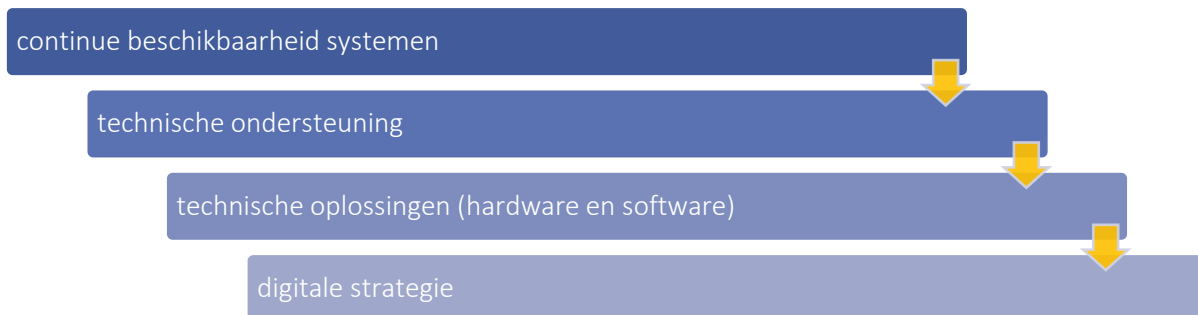 continue beschikbaarheid systemen
technische ondersteuning
technische oplossingen (hardware en software)
digitale strategie